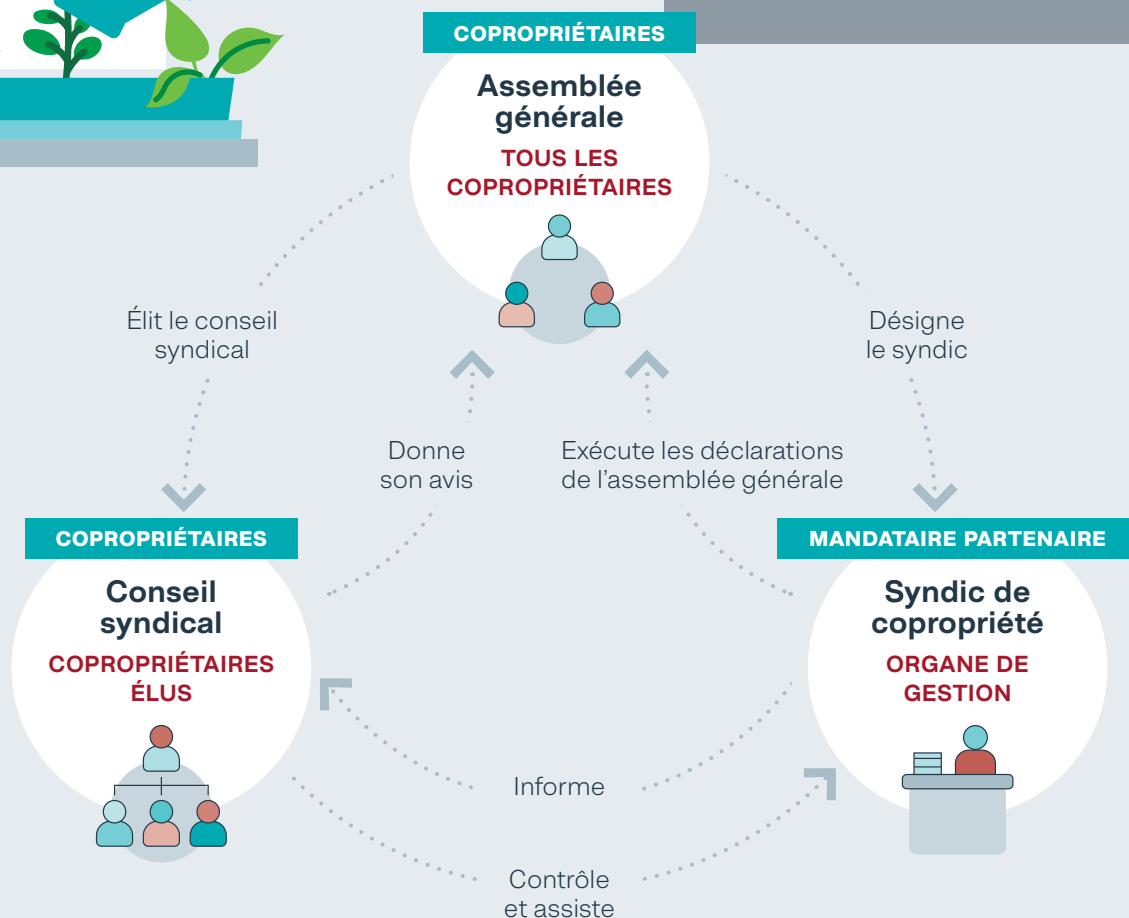 COPROPRIÉTAIRES
Assemblée
générale
TOUS LES
COPROPRIÉTAIRES
Élit le conseil
syndical
Désigne
le syndic
Donne
son avis
Exécute les déclarations
de l'assemblée générale
COPROPRIÉTAIRES
Conseil
syndical
COPROPRIÉTAIRES
ÉLUS
MANDATAIRE PARTENAIRE
Syndic de
copropriété
ORGANE DE
GESTION
Informe
Contrôle
et assiste